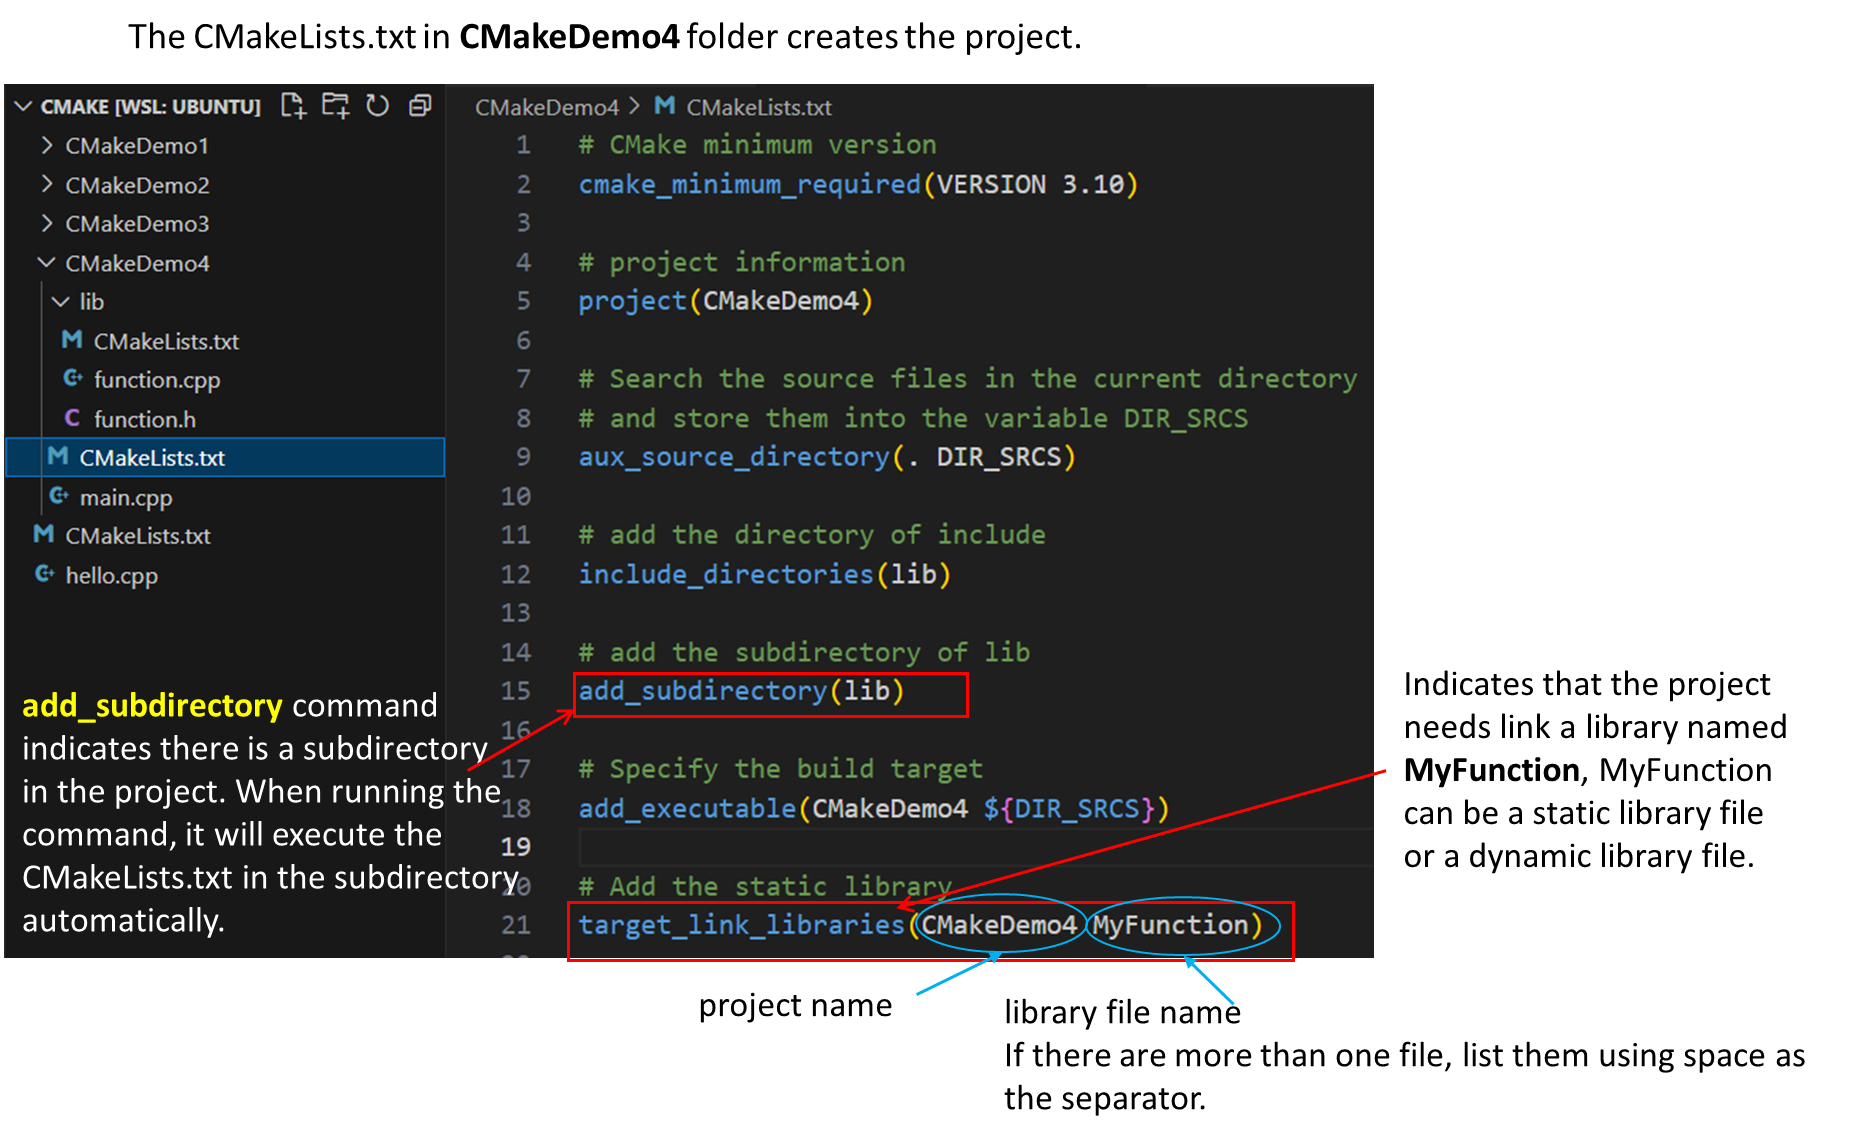 The CMakeLists.txt in CMakeDemo4 folder creates the project.
CMAKE [WSL: UBUNTU]
CMakeDemo1
CMakeDemo2
CMakeDemo3
CMakeDemo4
lib
CMakeLists.txt
function.cpp
function.h
CMakeLists.txt
main.cpp
CMakeLists.txt
hello.cpp
add_subdirectory command
indicates there is a subdirectory
in the project. When running the
command, it will execute the
CMakeLists.txt in the subdirectory
automatically.
CMakeDemo4 > CMakeLists.txt
1 # CMake minimum version
2 cmake_minimum_required(VERSION 3.10)
3
4 # project information
5 project(CMakeDemo4)
6
7 # Search the source files in the current directory
8 # and store them into the variable DIR_SRCS
9 aux_source_directory(. DIR_SRCS)
10
11 # add the directory of include
12 include_directories(lib)
13
14 # add the subdirectory of lib
15 add_subdirectory(lib)
16
17 # Specify the build target
18 add_executable(CMakeDemo4 ${DIR_SRCS})
19
20 # Add the static library
21 target_link_libraries(CMakeDemo4 MyFunction)
Indicates that the project
needs link a library named
MyFunction, MyFunction
can be a static library file
or a dynamic library file.
project name
library file name
If there are more than one file, list them using space as
the separator.